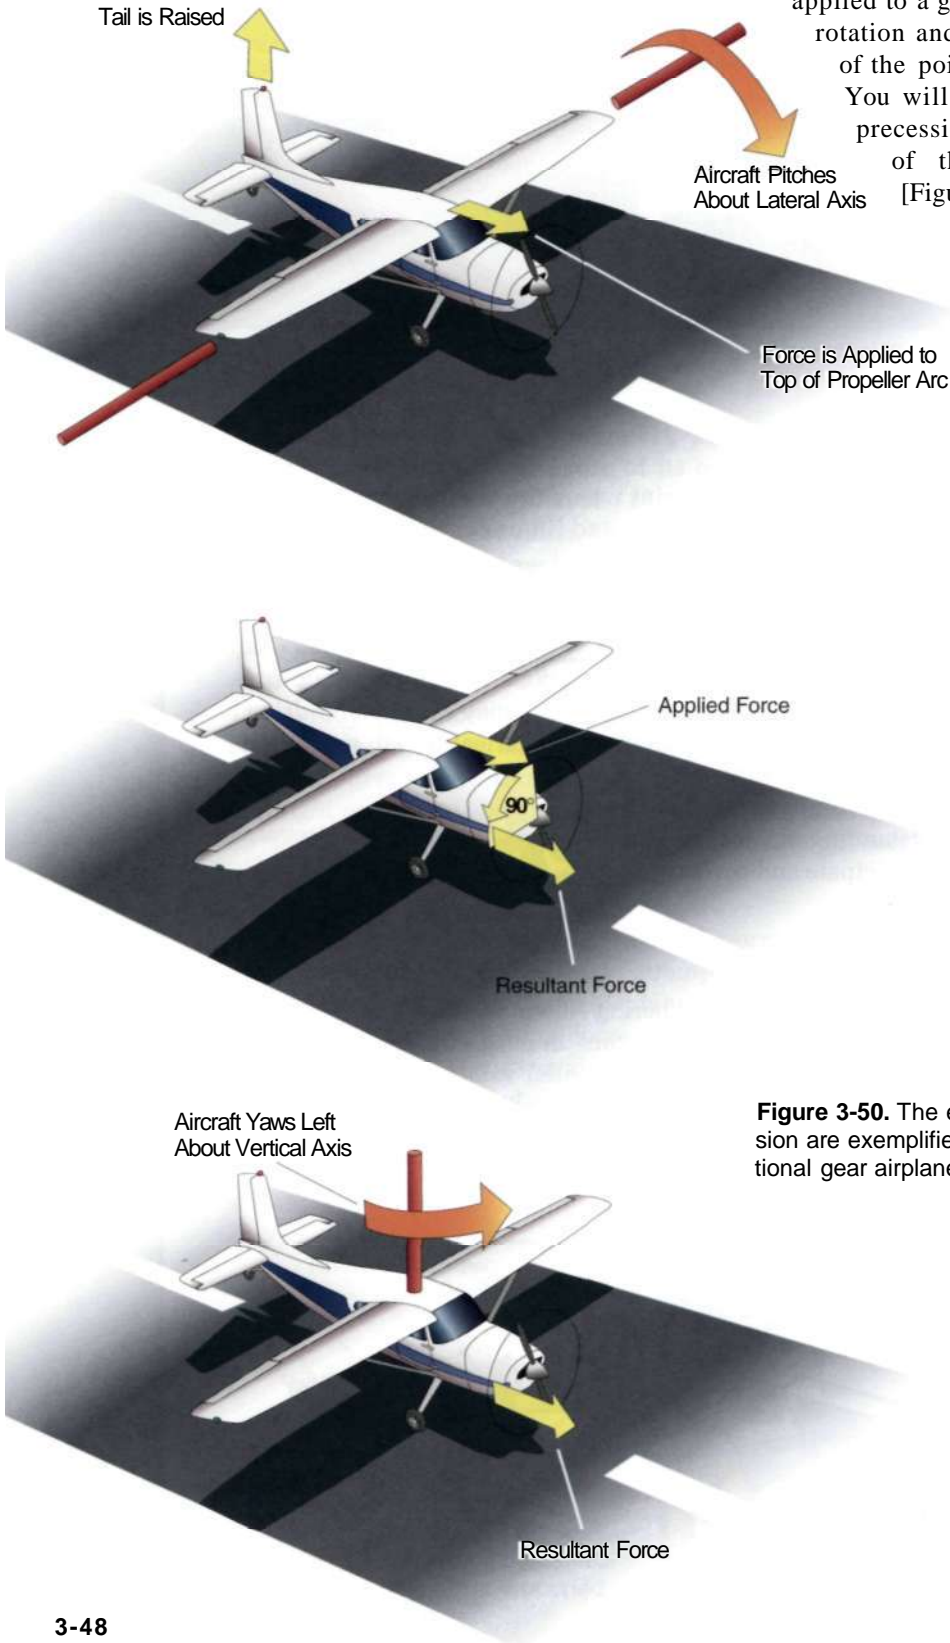 Tail is Raised
applied to a g
rotation and
of the poi
You will
precessi
of t
[Figu
Aircraft Pitches
About Lateral Axis
Force is Applied to
Top of Propeller Arc
Applied Force
90°
Resultant Force
Aircraft Yaws Left
About Vertical Axis
Figure 3-50. The e
sion are exemplifie
tional gear airplane
Resultant Force
3-48